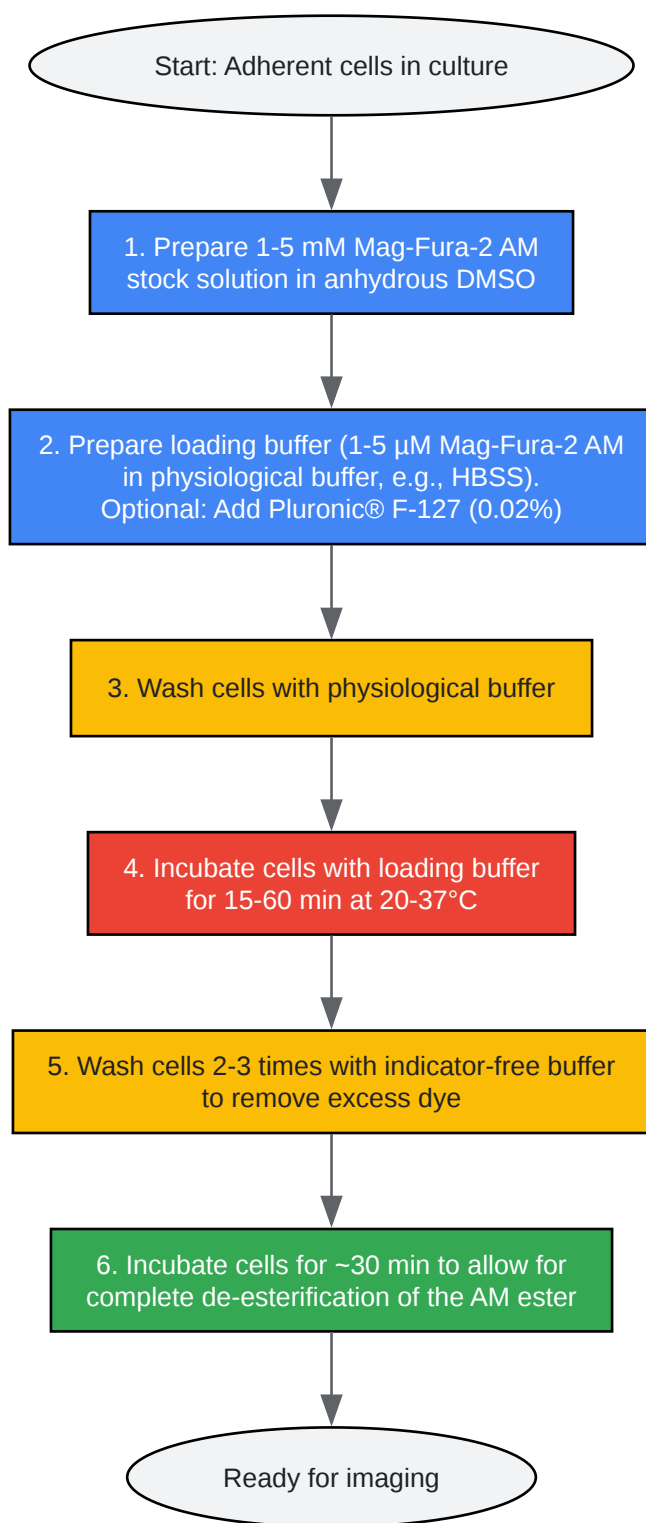 Start: Adherent cells in culture
1. Prepare 1-5 mM Mag-Fura-2 AM
stock solution in anhydrous DMSO
2. Prepare loading buffer (1-5 µM Mag-Fura-2 AM
in physiological buffer, e.g., HBSS).
Optional: Add Pluronic® F-127 (0.02%)
3. Wash cells with physiological buffer
4. Incubate cells with loading buffer
for 15-60 min at 20-37°C
5. Wash cells 2-3 times with indicator-free buffer
to remove excess dye
6. Incubate cells for ~30 min to allow for
complete de-esterification of the AM ester
Ready for imaging